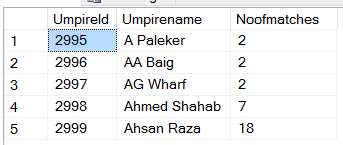 UmpireId Umpirename Noofmatches
1 2995 A Paleker 2
2 2996 AA Baig 2
3 2997 AG Wharf 2
4 2998 Ahmed Shahab 7
5 2999 Ahsan Raza 18